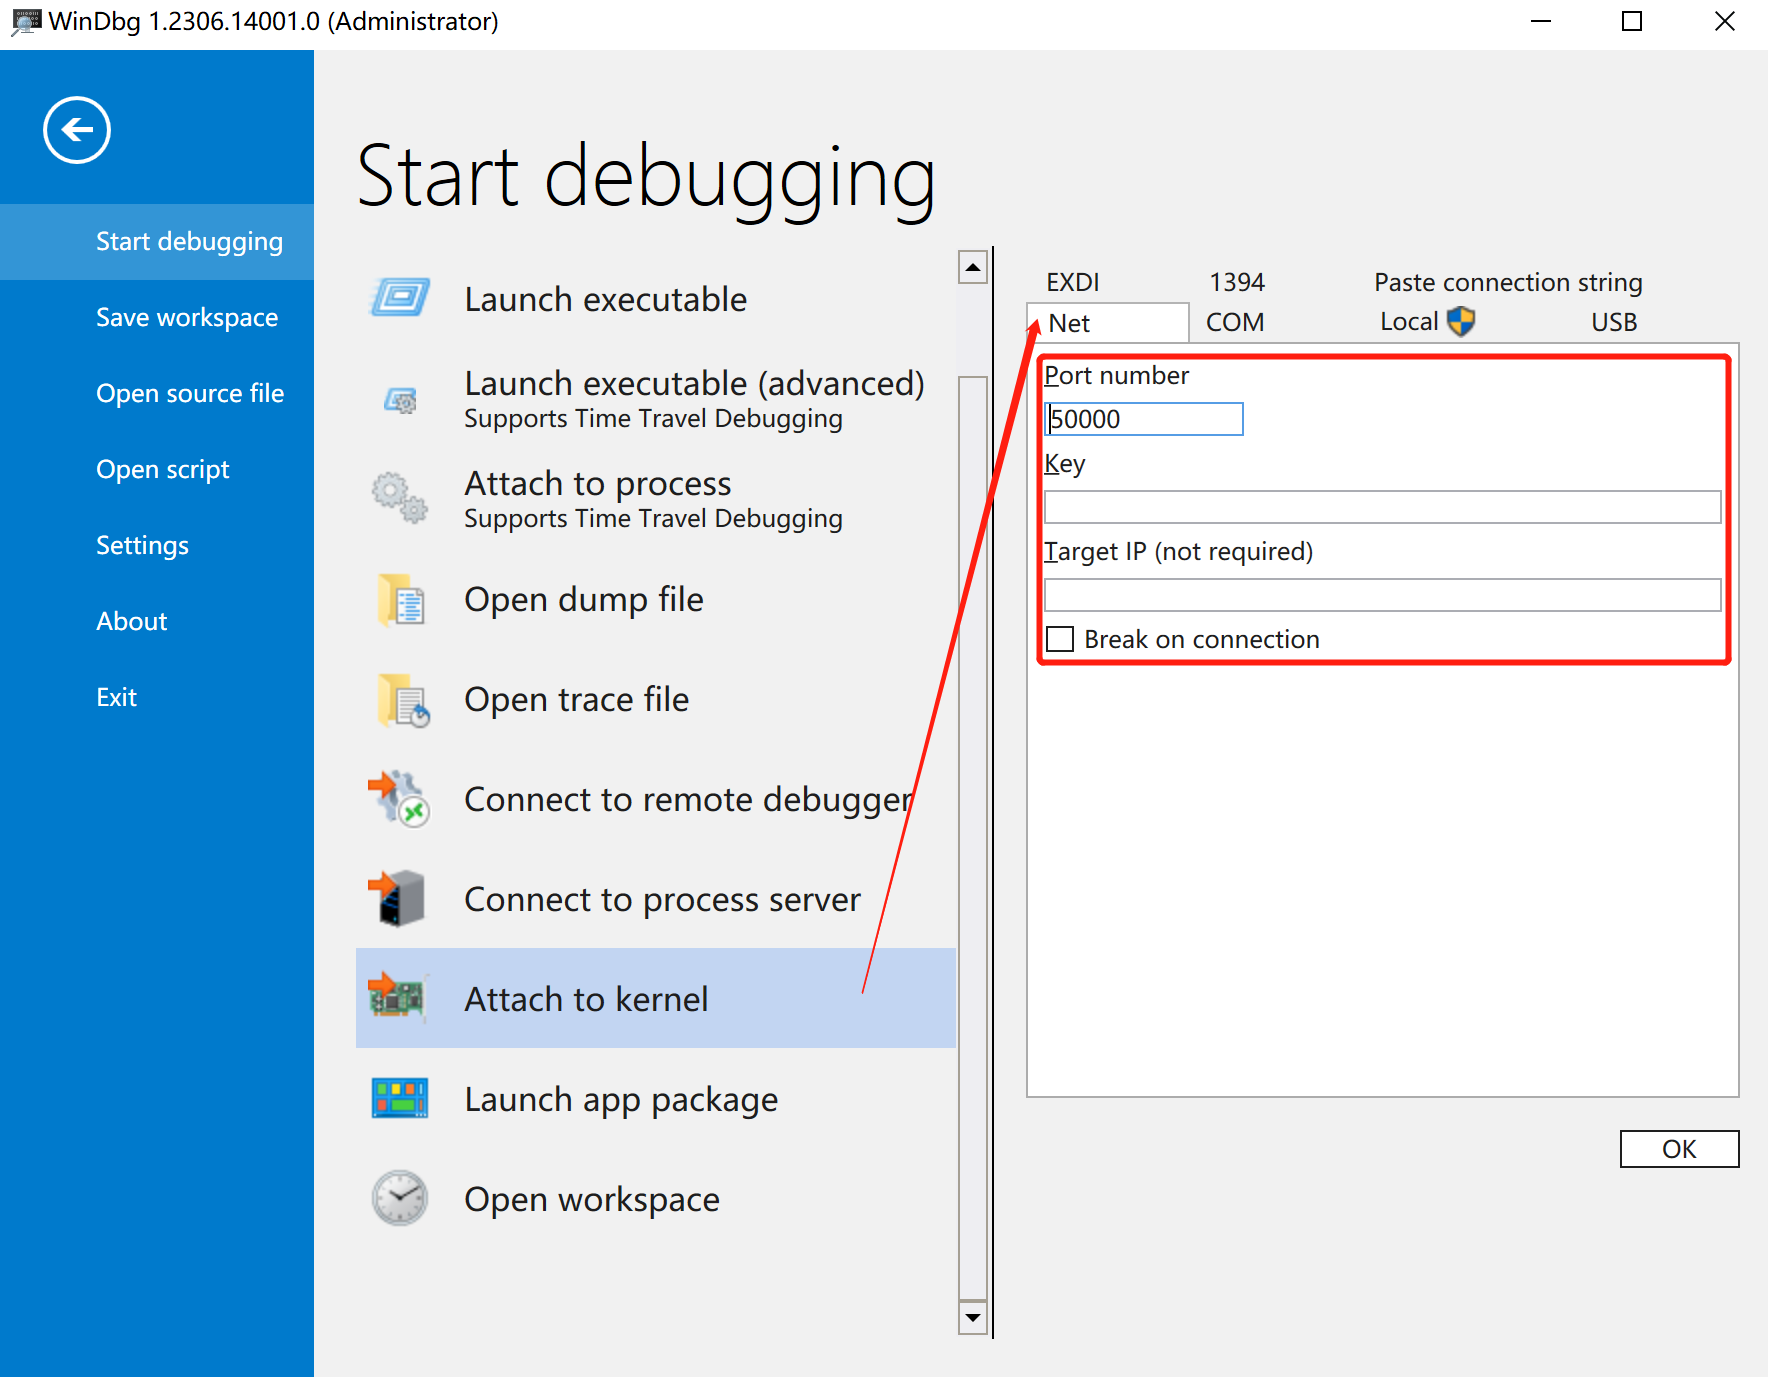 WinDbg 1.2306.14001.0 (Administrator)
Start debugging
Save workspace
Open source file
Open script
Settings
About
Exit
Start debugging
Launch executable
Launch executable (advanced)
Supports Time Travel Debugging
Attach to process
Supports Time Travel Debugging
Open dump file
Open trace file
Connect to remote debugger
Connect to process server
Attach to kernel
Launch app package
Open workspace
EXDI 1394 Paste connection string
Net COM Local USB
Port number
50000
Key
Target IP (not required)
Break on connection
OK